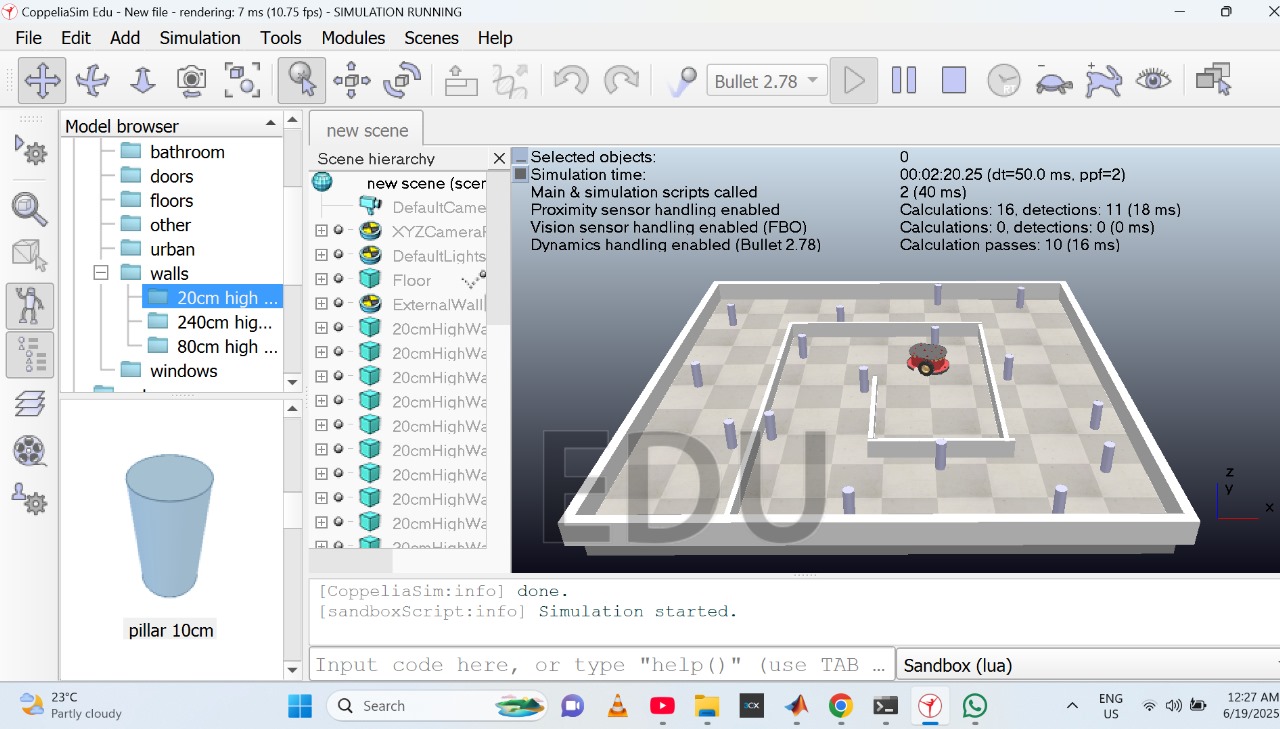 CoppeliaSim Edu - New file - rendering: 7 ms (10.75 fps) - SIMULATION RUNNING
File Edit Add Simulation Tools Modules Scenes Help
Bullet 2.78
RT
Model browser
bathroom
doors
floors
other
urban
walls
20cm high ...
240cm hig...
80cm high ...
windows
pillar 10cm
new scene
Scene hierarchy
new scene (scen
DefaultCame
XYZCameraP
DefaultLights
Floor
ExternalWall
20cmHighWa
20cmHighWa
20cmHighWa
20cmHighWa
20cmHighWa
20cmHighWa
20cmHighWa
20cmHighWa
20cmHighWa
20cmHighWa
Selected objects: 0
Simulation time: 00:02:20.25 (dt=50.0 ms, ppf=2)
Main & simulation scripts called 2 (40 ms)
Proximity sensor handling enabled Calculations: 16, detections: 11 (18 ms)
Vision sensor handling enabled (FBO) Calculations: 0, detections: 0 (0 ms)
Dynamics handling enabled (Bullet 2.78) Calculation passes: 10 (16 ms)
EDU
z
y
x
[CoppeliaSim:info] done.
[sandboxScript:info] Simulation started.
Input code here, or type "help()" (use TAB ...
Sandbox (lua)
23°C
Partly cloudy
Search
3CX
ENG
US
12:27 AM
6/19/2025